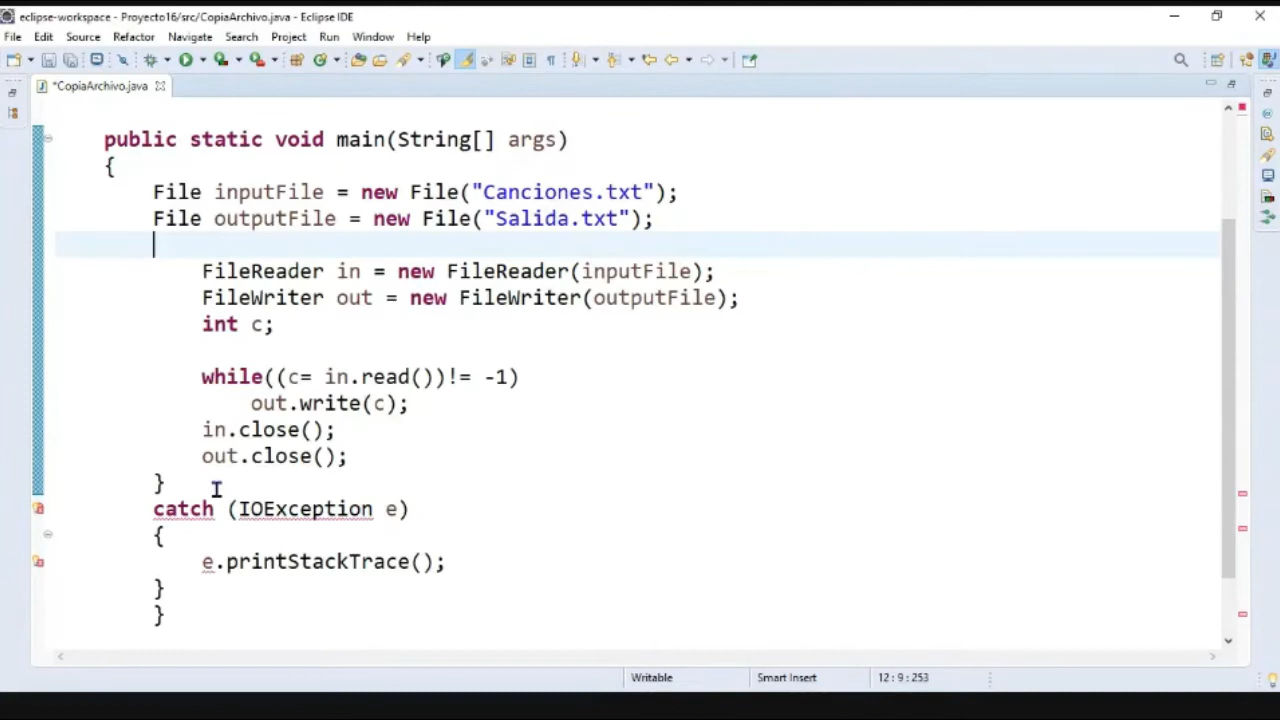 eclipse-workspace - Proyecto16/src/CopiaArchivo.java - Eclipse IDE
File Edit Source Refactor Navigate Search Project Run Window Help
*CopiaArchivo.java
public static void main(String[] args)
{
File inputFile = new File("Canciones.txt");
File outputFile = new File("Salida.txt");
FileReader in = new FileReader(inputFile);
FileWriter out = new FileWriter(outputFile);
int c;
while((c= in.read())!= -1)
out.write(c);
in.close();
out.close();
}
catch (IOException e)
{
e.printStackTrace();
}
}
Writable Smart Insert 12 : 9 : 253